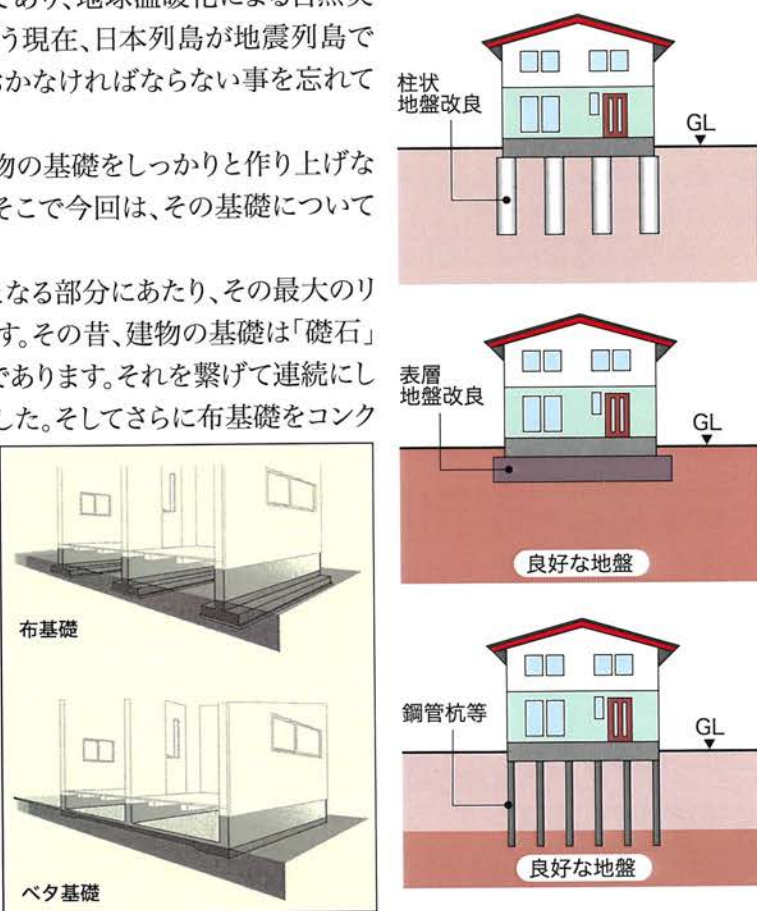 であり、地球温暖化による自然災
う現在、日本列島が地震列島で
おかなければならない事を忘れて
物の基礎をしっかりと作り上げな
そこで今回は、その基礎について
となる部分にあたり、その最大のリ
す。その昔、建物の基礎は「礎石」
であります。それを繋げて連続にし
した。そしてさらに布基礎をコンク
布基礎
ベタ基礎
柱状
地盤改良
GL
表層
地盤改良
GL
良好な地盤
鋼管杭等
GL
良好な地盤